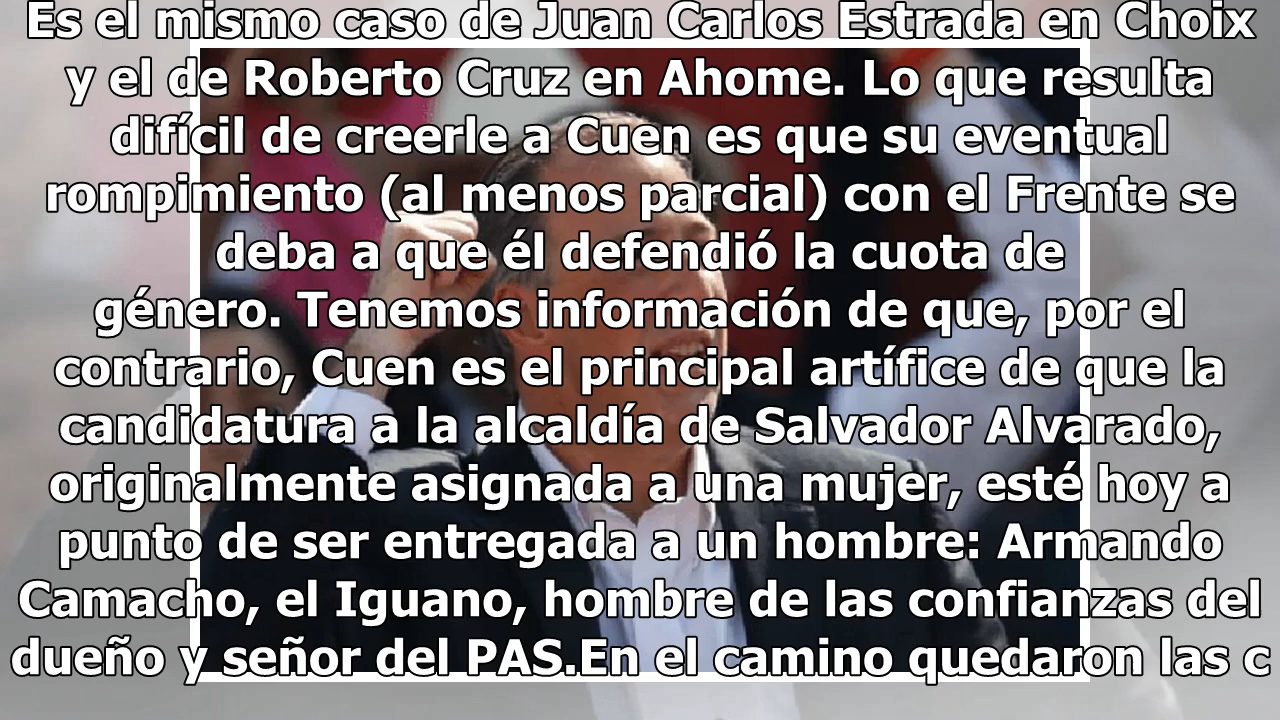 Es el mismo caso de Juan Carlos Estrada en Choix
y el de Roberto Cruz en Ahome. Lo que resulta
difícil de creerle a Cuen es que su eventual
rompimiento (al menos parcial) con el Frente se
deba a que él defendió la cuota de
género. Tenemos información de que, por el
contrario, Cuen es el principal artífice de que la
candidatura a la alcaldía de Salvador Alvarado,
originalmente asignada a una mujer, esté hoy a
punto de ser entregada a un hombre: Armando
Camacho, el Iguano, hombre de las confianzas del
dueño y señor del PAS.En el camino quedaron las c